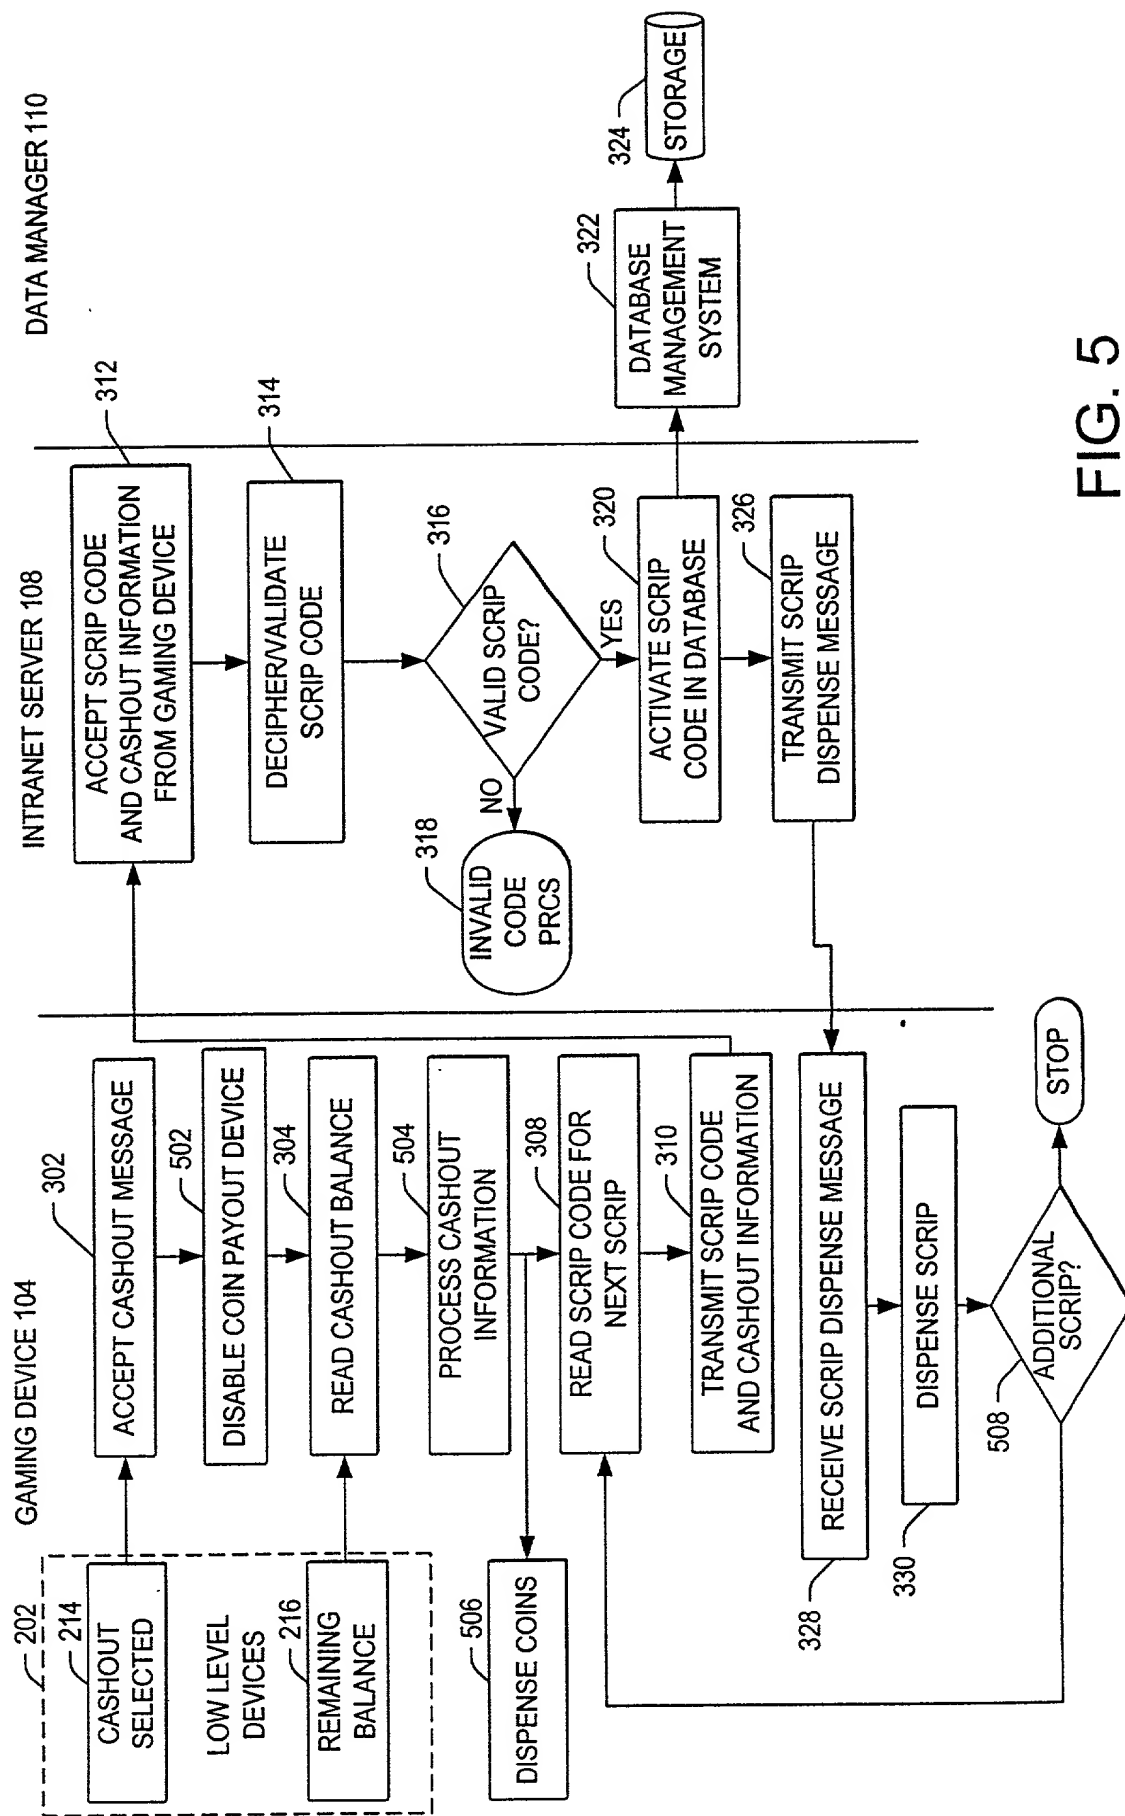 GAMING DEVICE 104
INTRANET SERVER 108
DATA MANAGER 110
202
214
CASHOUT
SELECTED
LOW LEVEL
DEVICES
216
REMAINING
BALANCE
302
ACCEPT CASHOUT MESSAGE
502
DISABLE COIN PAYOUT DEVICE
304
READ CASHOUT BALANCE
504
PROCESS CASHOUT
INFORMATION
506
DISPENSE COINS
308
READ SCRIP CODE FOR
NEXT SCRIP
310
TRANSMIT SCRIP CODE
AND CASHOUT INFORMATION
328
RECEIVE SCRIP DISPENSE MESSAGE
330
DISPENSE SCRIP
508
ADDITIONAL
SCRIP?
STOP
312
ACCEPT SCRIP CODE
AND CASHOUT INFORMATION
FROM GAMING DEVICE
314
DECIPHER/VALIDATE
SCRIP CODE
316
VALID SCRIP
CODE?
NO
YES
318
INVALID
CODE
PRCS
320
ACTIVATE SCRIP
CODE IN DATABASE
326
TRANSMIT SCRIP
DISPENSE MESSAGE
322
DATABASE
MANAGEMENT
SYSTEM
324
STORAGE
FIG. 5